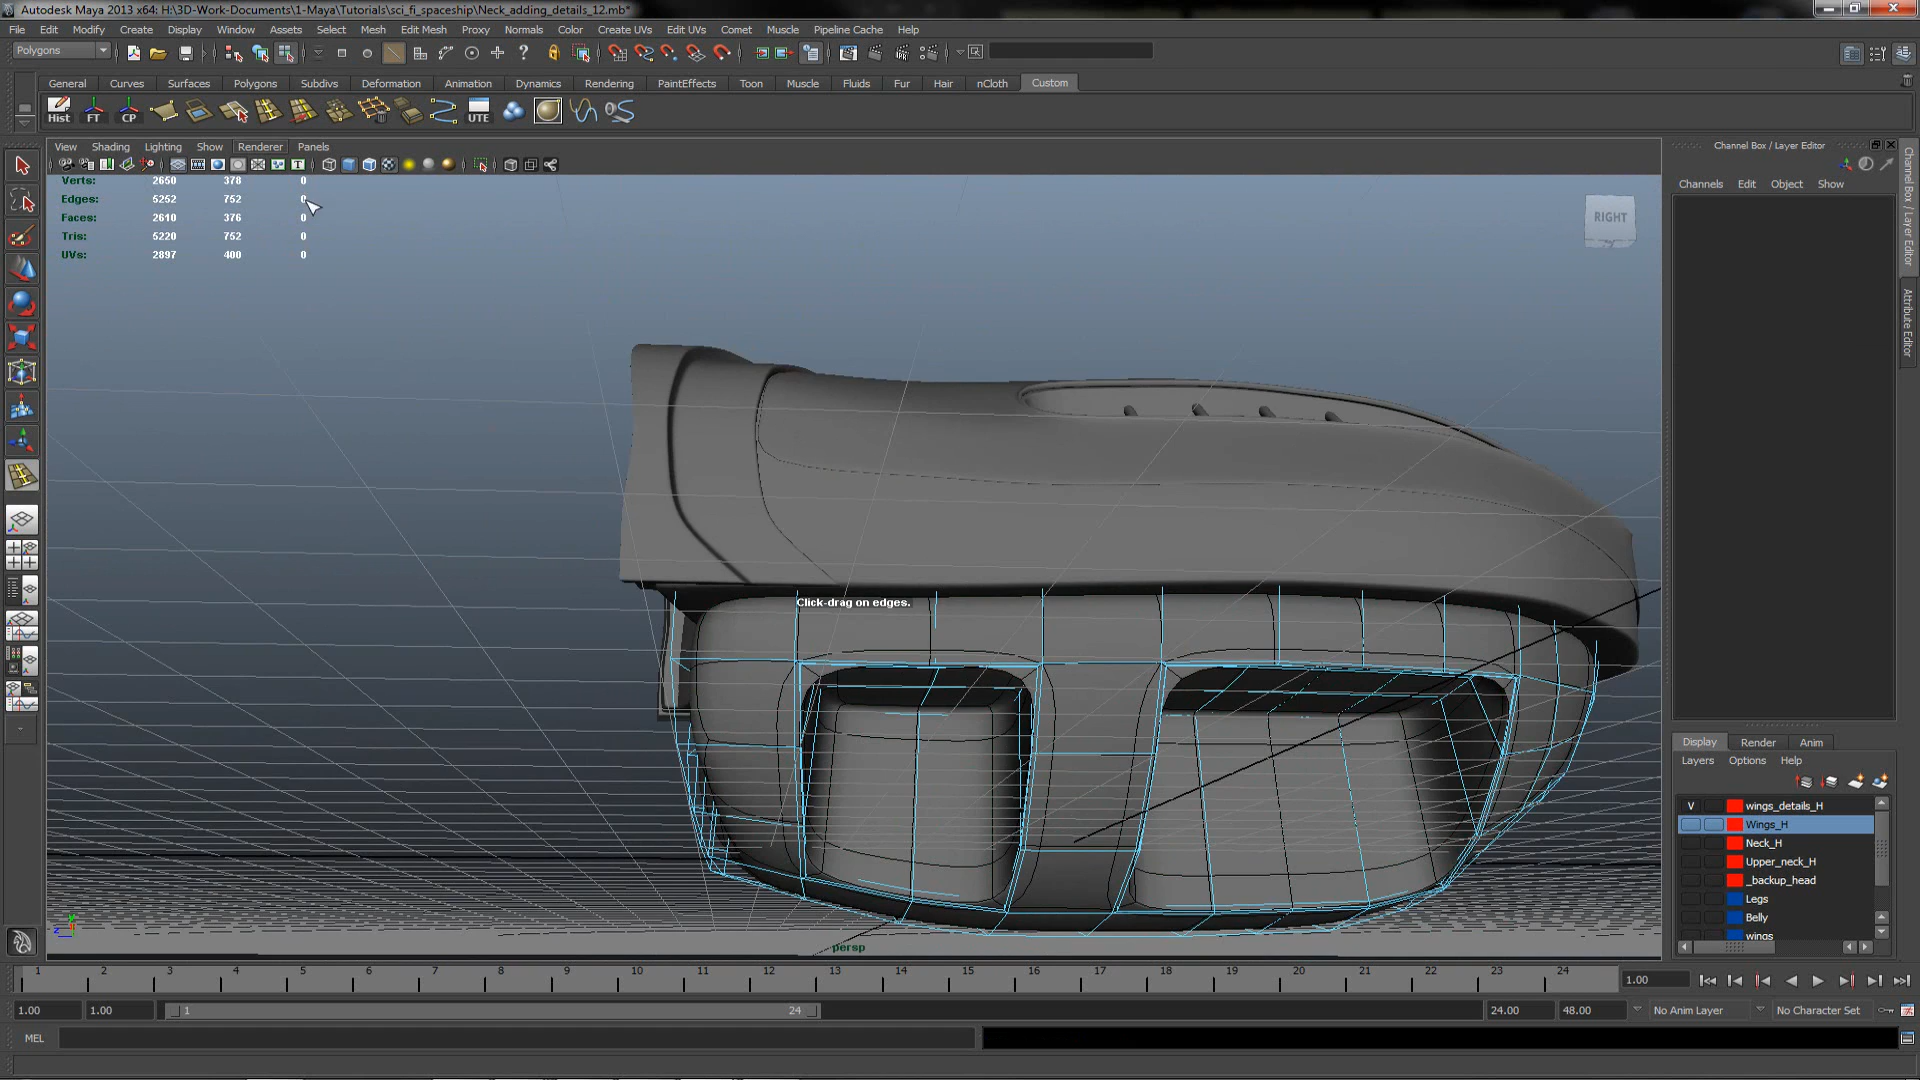 Autodesk Maya 2013 x64: H:\3D-Work-Documents\1-Maya\Tutorials\sci_fi_spaceship\Neck_adding_details_12.mb*
File Edit Modify Create Display Window Assets Select Mesh Edit Mesh Proxy Normals Color Create UVs Edit UVs Comet Muscle Pipeline Cache Help
Polygons
General Curves Surfaces Polygons Subdivs Deformation Animation Dynamics Rendering PaintEffects Toon Muscle Fluids Fur Hair nCloth Custom
Hist FT CP UTE
View Shading Lighting Show Renderer Panels
Channel Box / Layer Editor
Channels Edit Object Show
Verts: 2650 378 0
Edges: 5252 752 0
Faces: 2610 376 0
Tris: 5220 752 0
UVs: 2897 400 0
RIGHT
Channel Box / Layer Editor
Attribute Editor
Click-drag on edges.
persp
Display Render Anim
Layers Options Help
V wings_details_H
Wings_H
Neck_H
Upper_neck_H
_backup_head
Legs
Belly
wings
1 2 3 4 5 6 7 8 9 10 11 12 13 14 15 16 17 18 19 20 21 22 23 24 1.00
1.00 1.00 1 24 24.00 48.00 No Anim Layer No Character Set
MEL